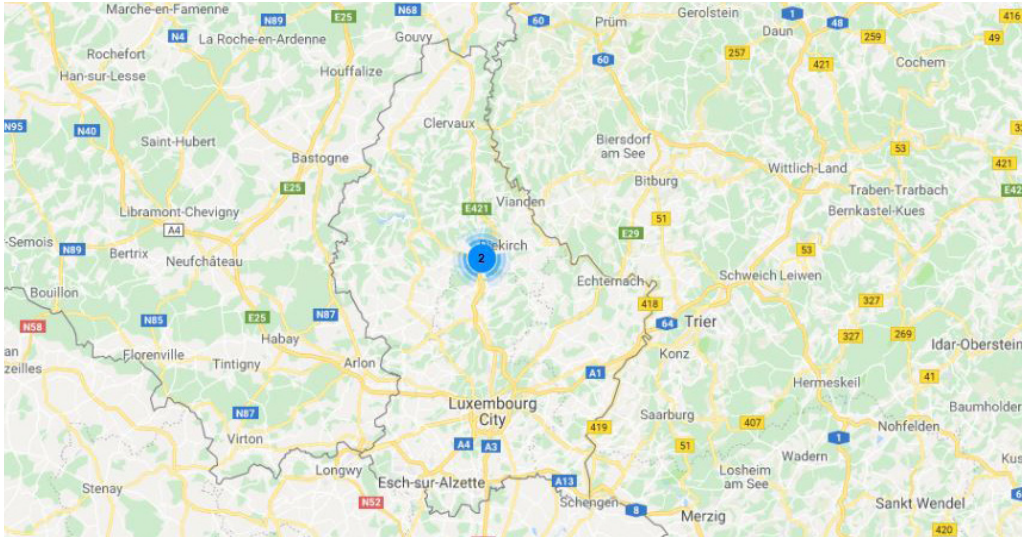 Marche-en-Famenne
N89
E25
N68
60
Prüm
Gerolstein
1
Daun
48
416
N4
La Roche-en-Ardenne
Gouvy
259
49
Rochefort
257
Han-sur-Lesse
Houffalize
60
421
Cochem
N95
N40
Clervaux
Saint-Hubert
Biersdorf
am See
53
Bastogne
421
Wittlich-Land
E25
Bitburg
Traben-Trarbach
Vianden
Libramont-Chevigny
E421
51
Bernkastel-Kues
A4
E29
-Semois
N89
Bertrix
Neufchâteau
2
53
Echternach
Schweich Leiwen
Bouillon
418
327
N85
E25
N87
64
Trier
N58
Habay
327
269
Florenville
Tintigny
Arlon
Konz
Idar-Oberstein
zeilles
A1
41
Hermeskeil
Luxembourg
City
Saarburg
Baumholder
N87
407
Virton
419
1
Nohfelden
A4
A3
51
Longwy
Wadern
Esch-sur-Alzette
A13
Losheim
am See
Stenay
N52
Schengen
8
Merzig
Sankt Wendel
420